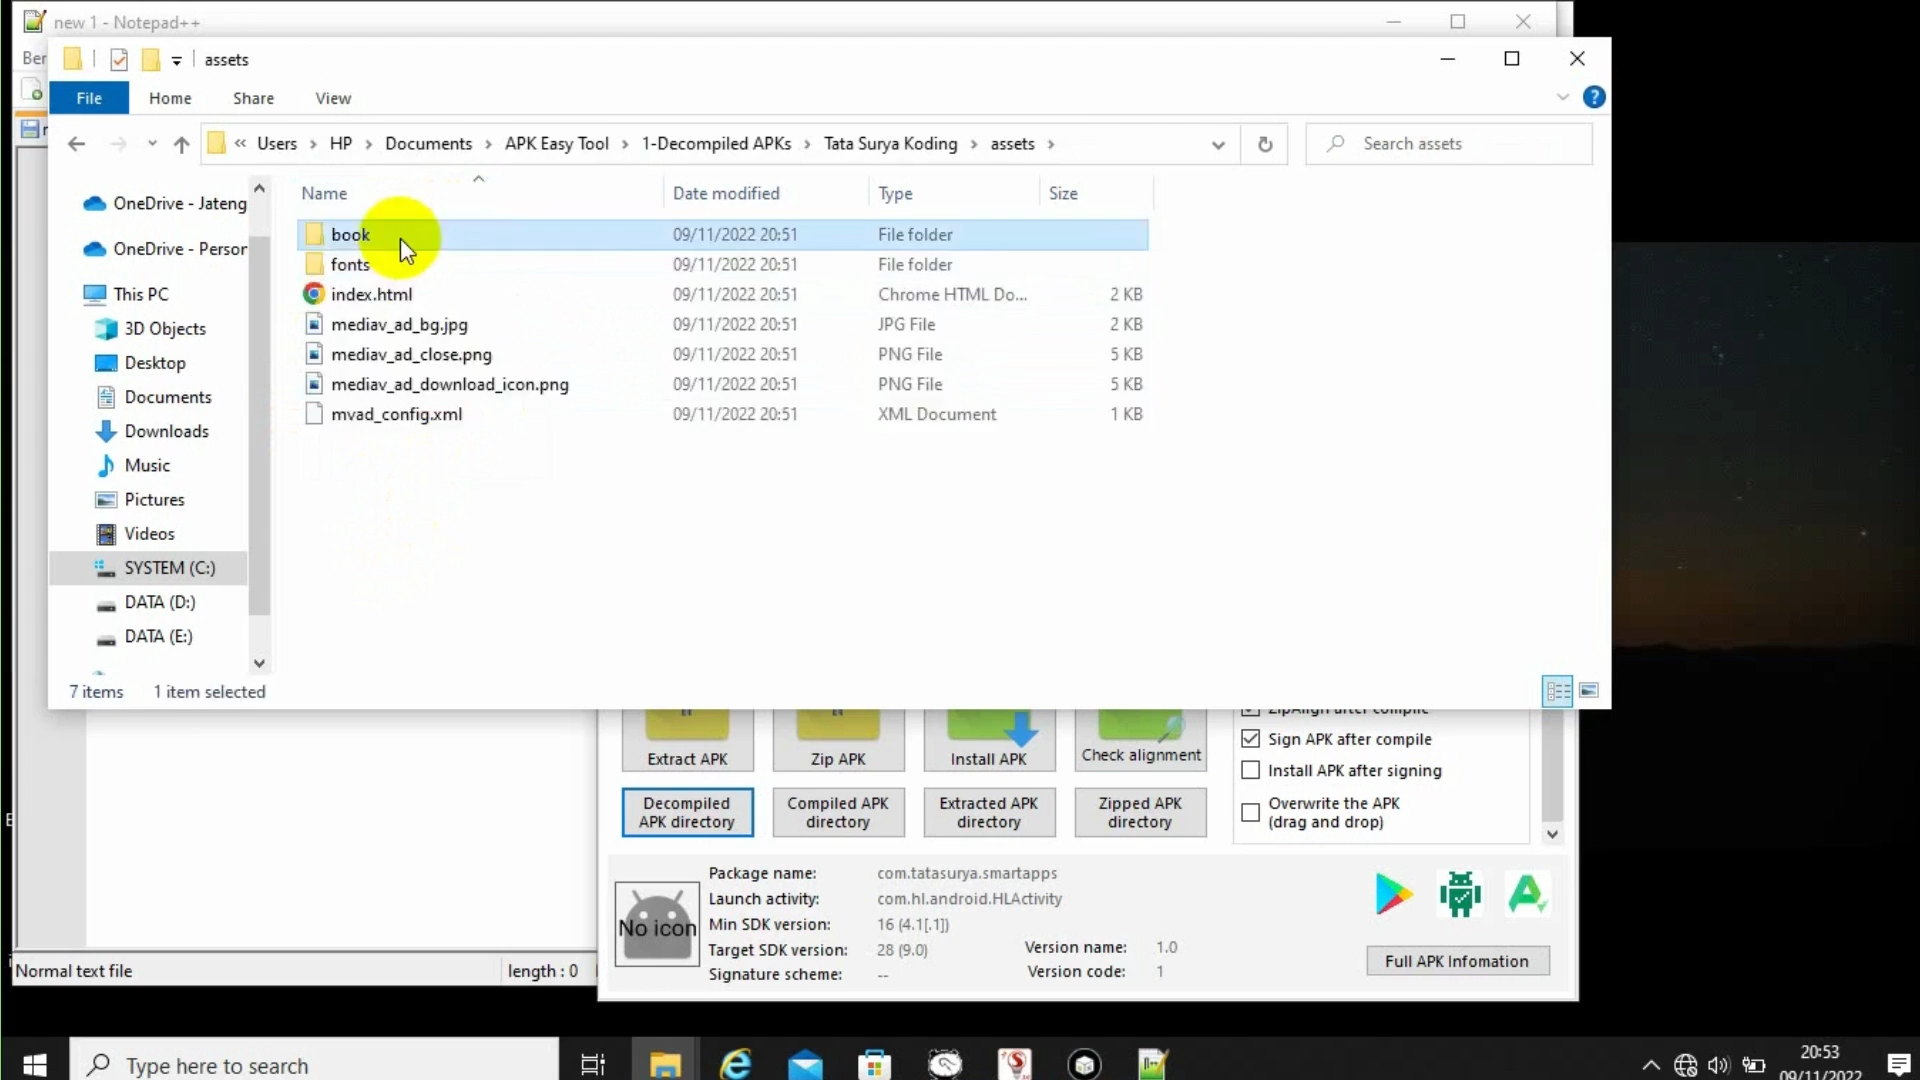 new 1 - Notepad++
Ber
assets
File Home Share View
« Users › HP › Documents › APK Easy Tool › 1-Decompiled APKs › Tata Surya Koding › assets ›
Search assets
Name Date modified Type Size
OneDrive - Jateng
OneDrive - Person
This PC
3D Objects
Desktop
Documents
Downloads
Music
Pictures
Videos
SYSTEM (C:)
DATA (D:)
DATA (E:)
book 09/11/2022 20:51 File folder
fonts 09/11/2022 20:51 File folder
index.html 09/11/2022 20:51 Chrome HTML Do... 2 KB
mediav_ad_bg.jpg 09/11/2022 20:51 JPG File 2 KB
mediav_ad_close.png 09/11/2022 20:51 PNG File 5 KB
mediav_ad_download_icon.png 09/11/2022 20:51 PNG File 5 KB
mvad_config.xml 09/11/2022 20:51 XML Document 1 KB
7 items 1 item selected
ZipAlign after compile
Extract APK Zip APK Install APK Check alignment
Sign APK after compile
Install APK after signing
Overwrite the APK
(drag and drop)
Decompiled
APK directory
Compiled APK
directory
Extracted APK
directory
Zipped APK
directory
No icon
Package name: com.tatasurya.smartapps
Launch activity: com.hl.android.HLActivity
Min SDK version: 16 (4.1[.1])
Target SDK version: 28 (9.0)
Signature scheme: --
Version name: 1.0
Version code: 1
Full APK Infomation
Normal text file length : 0
Type here to search
20:53
09/11/2022